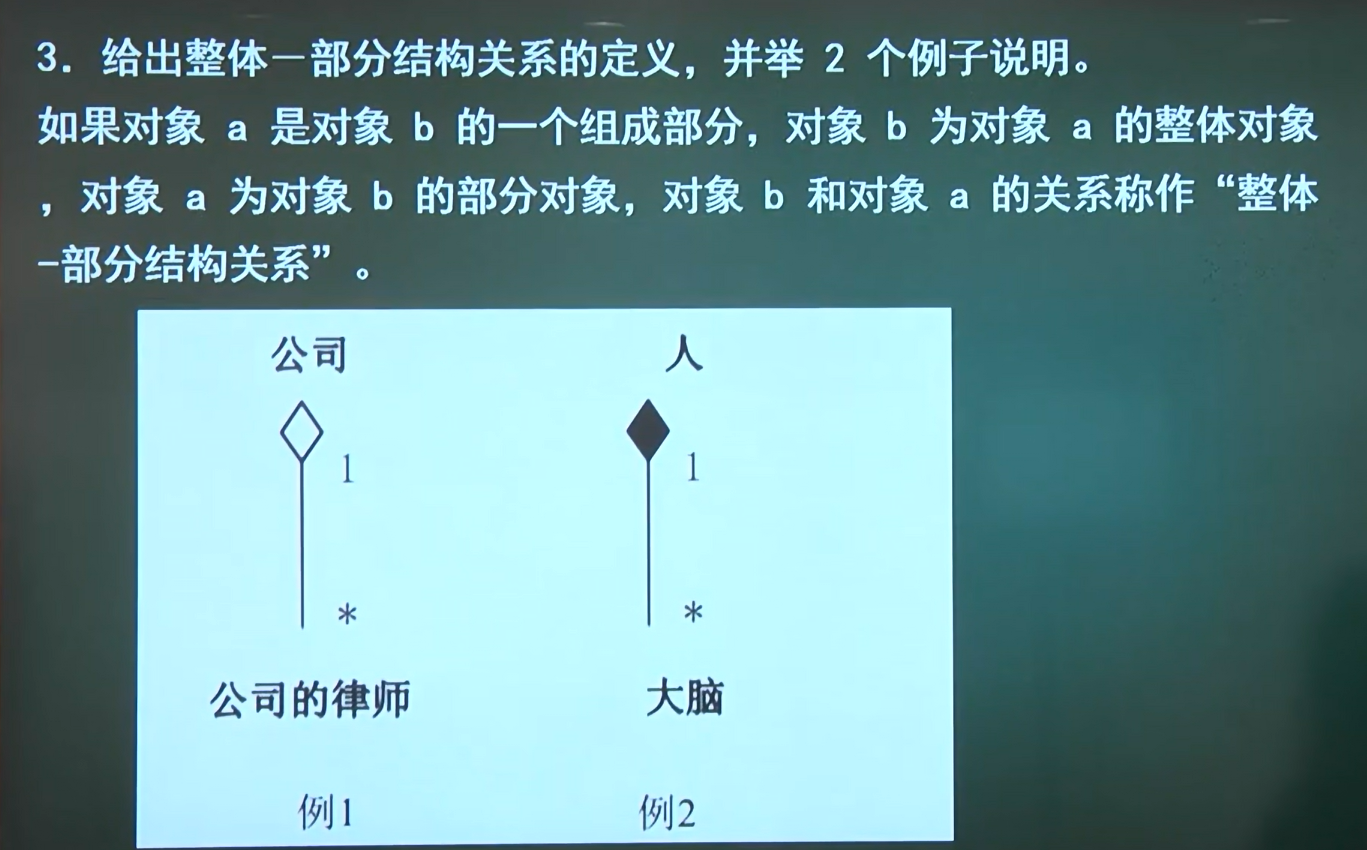 3．给出整体－部分结构关系的定义，并举 2 个例子说明。
如果对象 a 是对象 b 的一个组成部分，对象 b 为对象 a 的整体对象
，对象 a 为对象 b 的部分对象，对象 b 和对象 a 的关系称作“整体
-部分结构关系”。
公司 人
1 1
* *
公司的律师 大脑
例1 例2